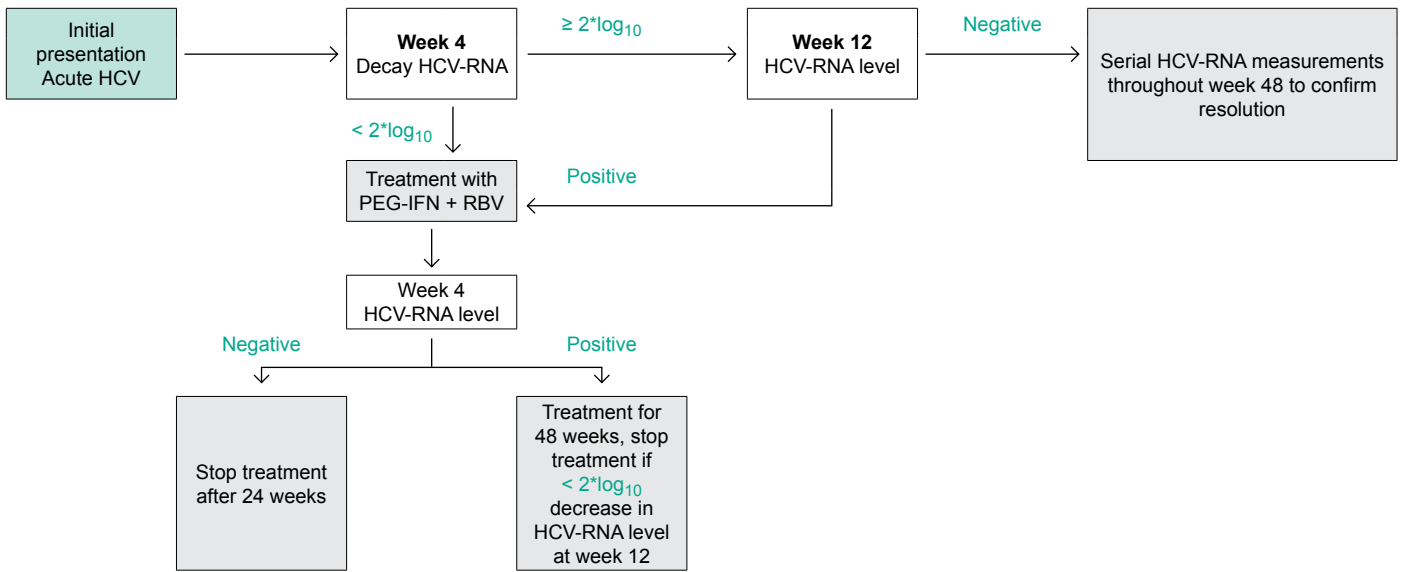 Initial
presentation
Acute HCV
Week 4
Decay HCV-RNA
≥ 2*log₁₀
Week 12
HCV-RNA level
Negative
Serial HCV-RNA measurements
throughout week 48 to confirm
resolution
< 2*log₁₀
Treatment with
PEG-IFN + RBV
Positive
Week 4
HCV-RNA level
Negative
Positive
Stop treatment
after 24 weeks
Treatment for
48 weeks, stop
treatment if
< 2*log₁₀
decrease in
HCV-RNA level
at week 12